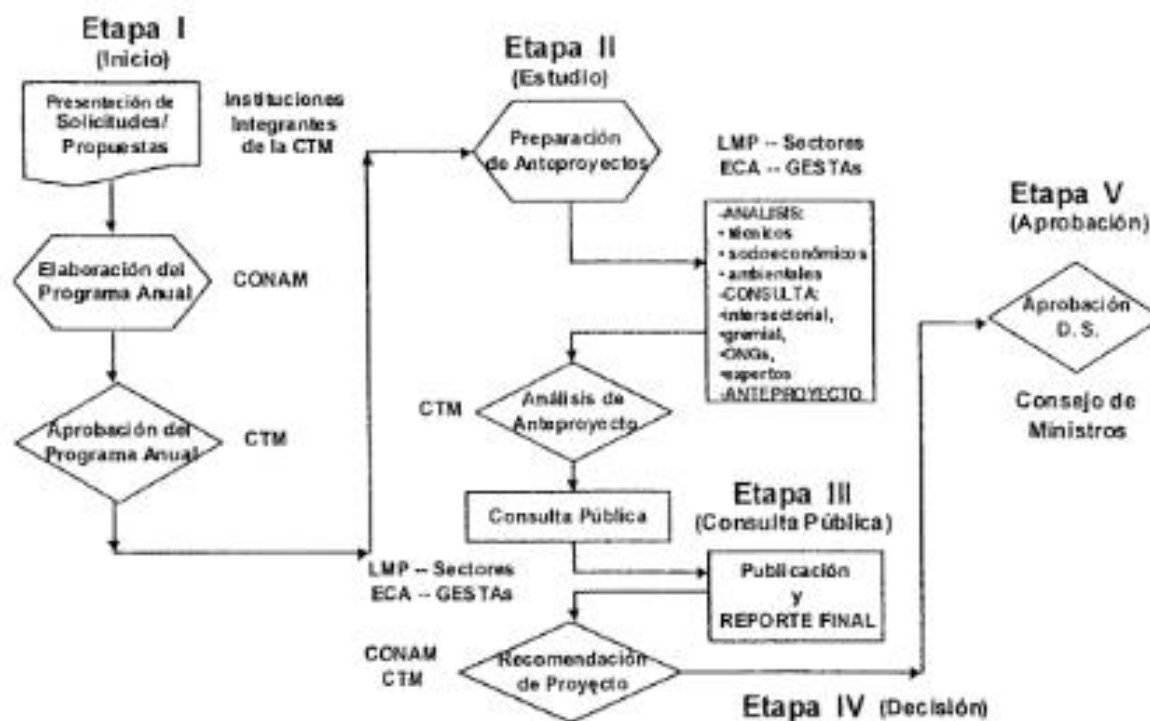 Etapa I
(Inicio)
Presentación de
Solicitudes/
Propuestas
Instituciones
Integrantes
de la CTM
Elaboración del
Programa Anual
CONAM
Aprobación del
Programa Anual
CTM
Etapa II
(Estudio)
Preparación
de Anteproyectos
LMP -- Sectores
ECA -- GESTAs
-ANALISIS:
• técnicos
• socioeconómicos
• ambientales
-CONSULTA:
•intersectorial,
•gremial,
•ONGs,
•expertos
-ANTEPROYECTO
CTM
Análisis de
Anteproyecto
Consulta Pública
Etapa III
(Consulta Pública)
LMP -- Sectores
ECA -- GESTAs
Publicación
y
REPORTE FINAL
CONAM
CTM
Recomendación
de Proyecto
Etapa IV (Decisión)
Etapa V
(Aprobación)
Aprobación
D. S.
Consejo de
Ministros